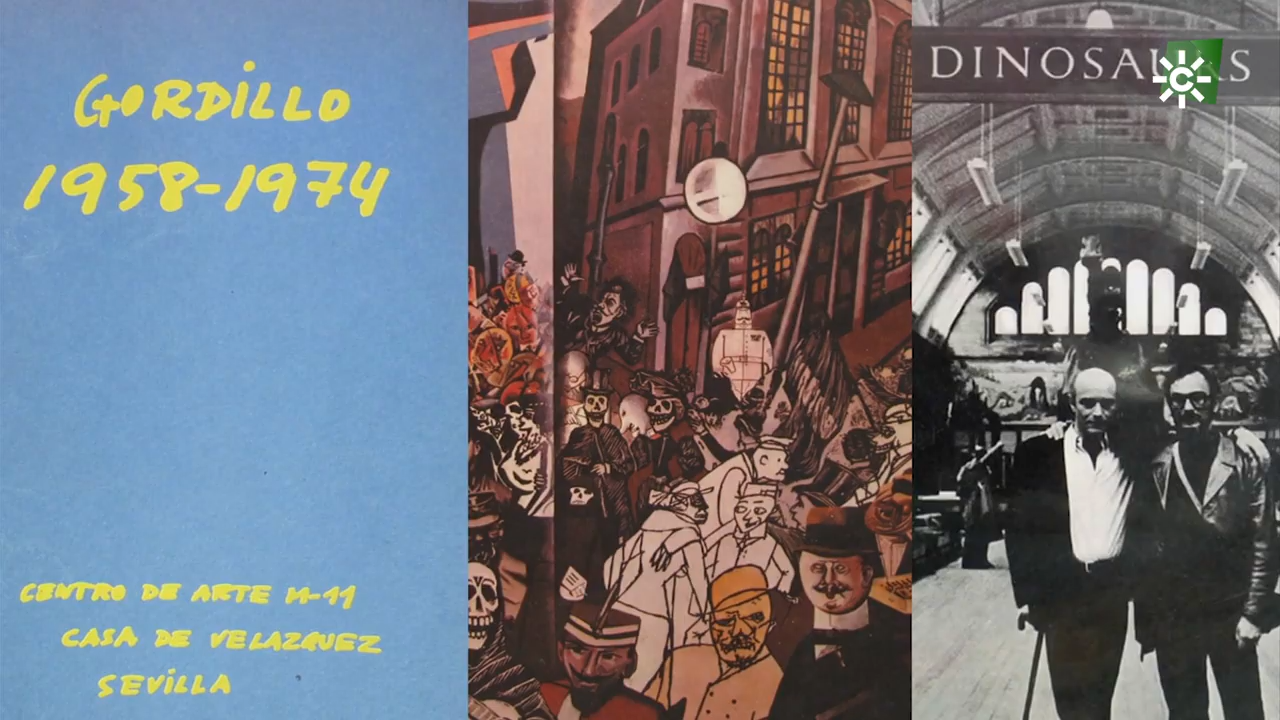 GORDILLO
1958-1974
CENTRO DE ARTE M-11
CASA DE VELAZQUEZ
SEVILLA
DINOSAURS
C